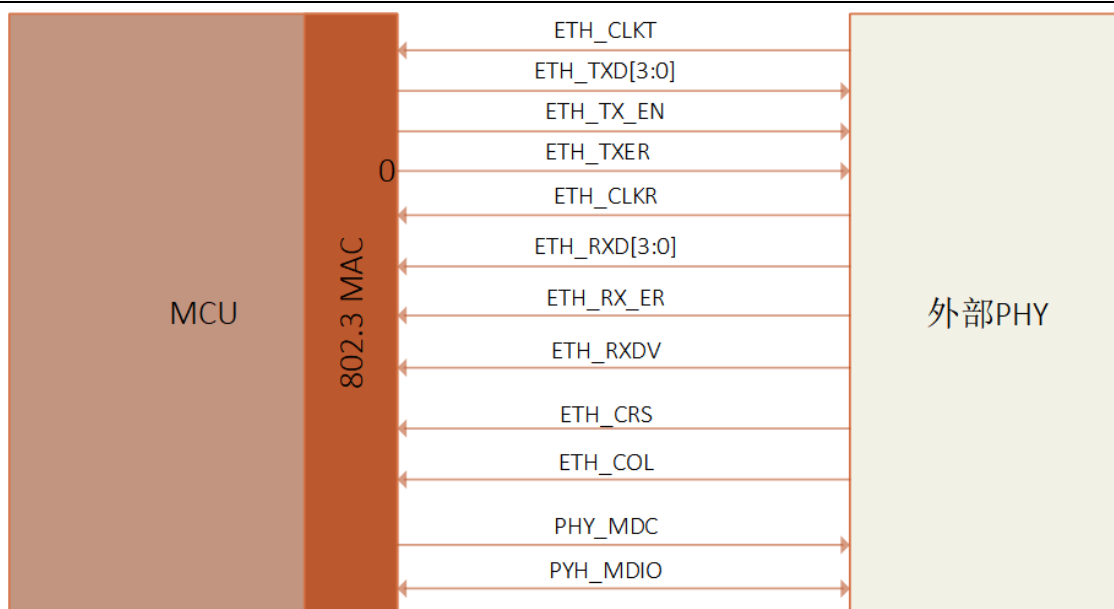 ETH_CLKT
ETH_TXD[3:0]
ETH_TX_EN
ETH_TXER
0
ETH_CLKR
ETH_RXD[3:0]
802.3 MAC
MCU
ETH_RX_ER
外部PHY
ETH_RXDV
ETH_CRS
ETH_COL
PHY_MDC
PYH_MDIO